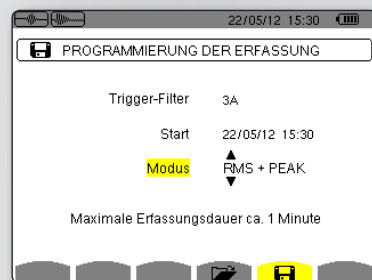 22/05/12 15:30
PROGRAMMIERUNG DER ERFASSUNG
Trigger-Filter 3A
Start 22/05/12 15:30
Modus RMS + PEAK
Maximale Erfassungsdauer ca. 1 Minute